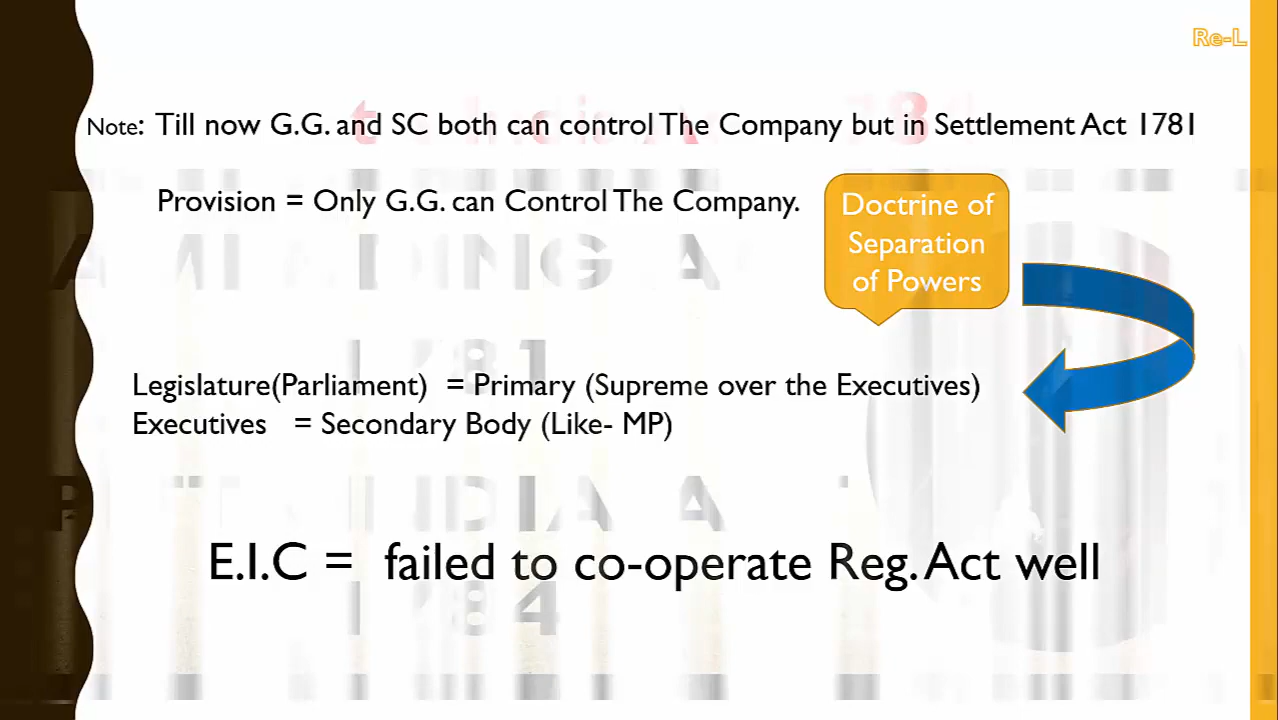 Re-L
Note: Till now G.G. and SC both can control The Company but in Settlement Act 1781
Provision = Only G.G. can Control The Company.
Doctrine of
Separation
of Powers
Legislature(Parliament) = Primary (Supreme over the Executives)
Executives = Secondary Body (Like- MP)
E.I.C = failed to co-operate Reg. Act well
1781
1784